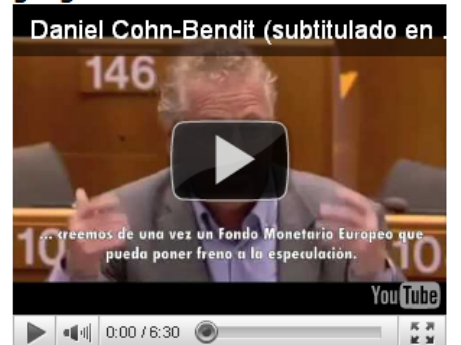 Daniel Cohn-Bendit (subtitulado en .
146
... creemos de una vez un Fondo Monetario Europeo que
pueda poner freno a la especulación.
10
10
YouTube
0:00 / 6:30